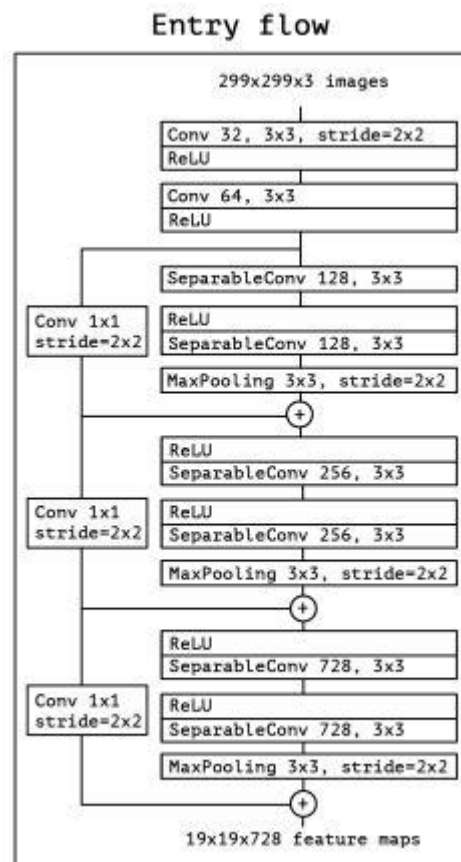 Entry flow
299x299x3 images
Conv 32, 3x3, stride=2x2
ReLU
Conv 64, 3x3
ReLU
SeparableConv 128, 3x3
Conv 1x1
stride=2x2
ReLU
SeparableConv 128, 3x3
MaxPooling 3x3, stride=2x2
+
ReLU
SeparableConv 256, 3x3
Conv 1x1
stride=2x2
ReLU
SeparableConv 256, 3x3
MaxPooling 3x3, stride=2x2
+
ReLU
SeparableConv 728, 3x3
Conv 1x1
stride=2x2
ReLU
SeparableConv 728, 3x3
MaxPooling 3x3, stride=2x2
+
19x19x728 feature maps